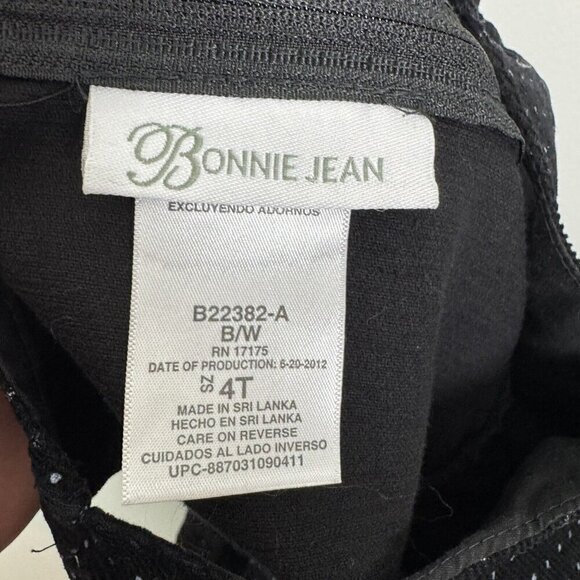 BONNIE JEAN
EXCLUYENDO ADORNOS
B22382-A
B/W
RN 17175
DATE OF PRODUCTION: 6-20-2012
SZ 4T
MADE IN SRI LANKA
HECHO EN SRI LANKA
CARE ON REVERSE
CUIDADOS AL LADO INVERSO
UPC-887031090411